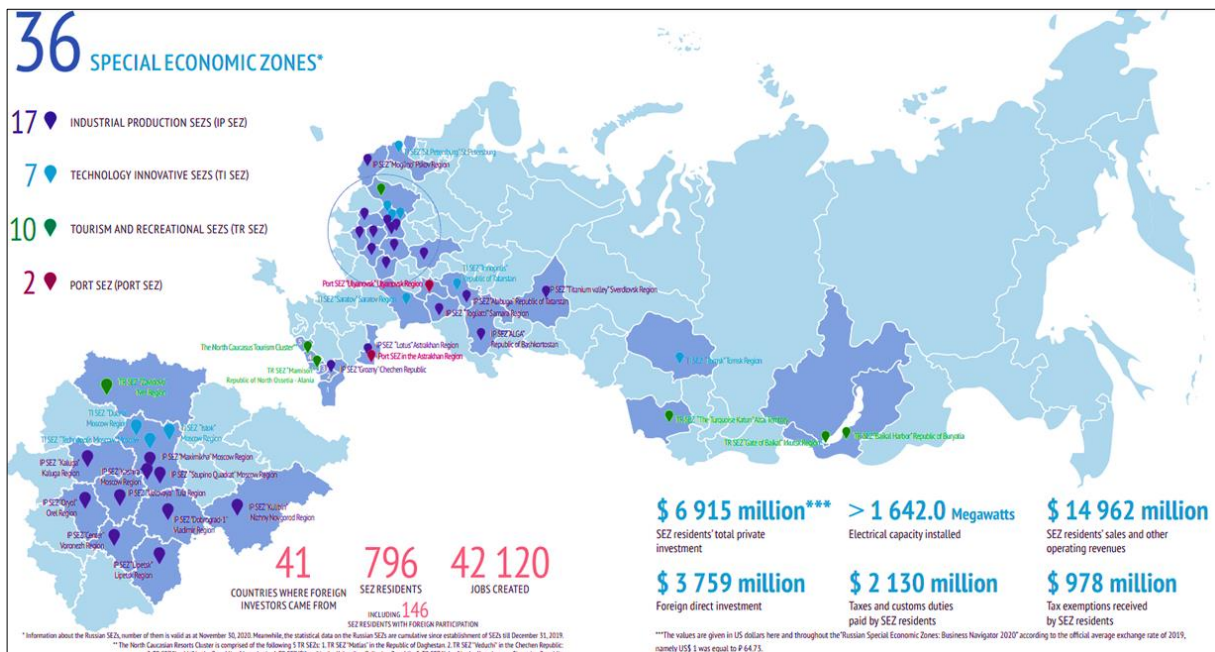 36 SPECIAL ECONOMIC ZONES*
17 INDUSTRIAL PRODUCTION SEZS (IP SEZ)
7 TECHNOLOGY INNOVATIVE SEZS (TI SEZ)
10 TOURISM AND RECREATIONAL SEZS (TR SEZ)
2 PORT SEZ (PORT SEZ)
TI SEZ "St. Petersburg" St. Petersburg
IP SEZ "Moglino" Pskov Region
Republic of Tatarstan
Port SEZ "Ulyanovsk" Ulyanovsk Region
TI SEZ "Saratov" Saratov Region
IP SEZ "Titanium valley" Sverdlovsk Region
IP SEZ "Alabuga" Republic of Tatarstan
IP SEZ "Togliatti" Samara Region
IP SEZ "ALGA"
Republic of Bashkortostan
The North Caucasus Tourism Cluster**
IP SEZ "Lotus" Astrakhan Region
Port SEZ in the Astrakhan Region
TR SEZ "Mamison"
Republic of North Ossetia - Alania
IP SEZ "Grozny" Chechen Republic
TI SEZ "Tomsk" Tomsk Region
TR SEZ "The Turquoise Katun" Altai
TR SEZ "Gate of Baikal" Irkutsk Region
TR SEZ "Baikal Harbor" Republic of Buryatia
TI SEZ "Dubna"
Moscow Region
Moscow Region
IP SEZ "Kaluga"
Kaluga Region
IP SEZ "Maximikha" Moscow Region
Moscow Region
IP SEZ "Stupino Quadrat" Moscow Region
Tula Region
Orel Region
IP SEZ "Dobrograd-1"
Vladimir Region
IP SEZ "Kulibin"
Nizhny Novgorod Region
IP SEZ "Center"
Voronezh Region
IP SEZ "Lipetsk"
Lipetsk Region
41
COUNTRIES WHERE FOREIGN
INVESTORS CAME FROM
796
SEZ RESIDENTS
INCLUDING 146
SEZ RESIDENTS WITH FOREIGN PARTICIPATION
42 120
JOBS CREATED
$ 6 915 million***
SEZ residents' total private
investment
> 1 642.0 Megawatts
Electrical capacity installed
$ 14 962 million
SEZ residents' sales and other
operating revenues
$ 3 759 million
Foreign direct investment
$ 2 130 million
Taxes and customs duties
paid by SEZ residents
$ 978 million
Tax exemptions received
by SEZ residents
* Information about the Russian SEZs, number of them is valid as at November 30, 2020. Meanwhile, the statistical data on the Russian SEZs are cumulative since establishment of SEZs till December 31, 2019.
** The North Caucasian Resorts Cluster is comprised of the following 5 TR SEZs: 1. TR SEZ "Matlas" in the Republic of Daghestan. 2. TR SEZ "Veduchi" in the Chechen Republic.
***The values are given in US dollars here and throughout the "Russian Special Economic Zones: Business Navigator 2020" according to the official average exchange rate of 2019,
namely US$ 1 was equal to ₽ 64.73.